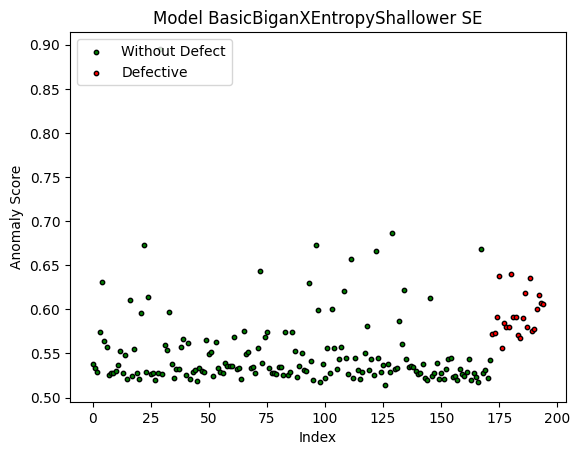 Model BasicBiganXEntropyShallower SE
Without Defect
Defective
Anomaly Score
0.90
0.85
0.80
0.75
0.70
0.65
0.60
0.55
0.50
0 25 50 75 100 125 150 175 200
Index